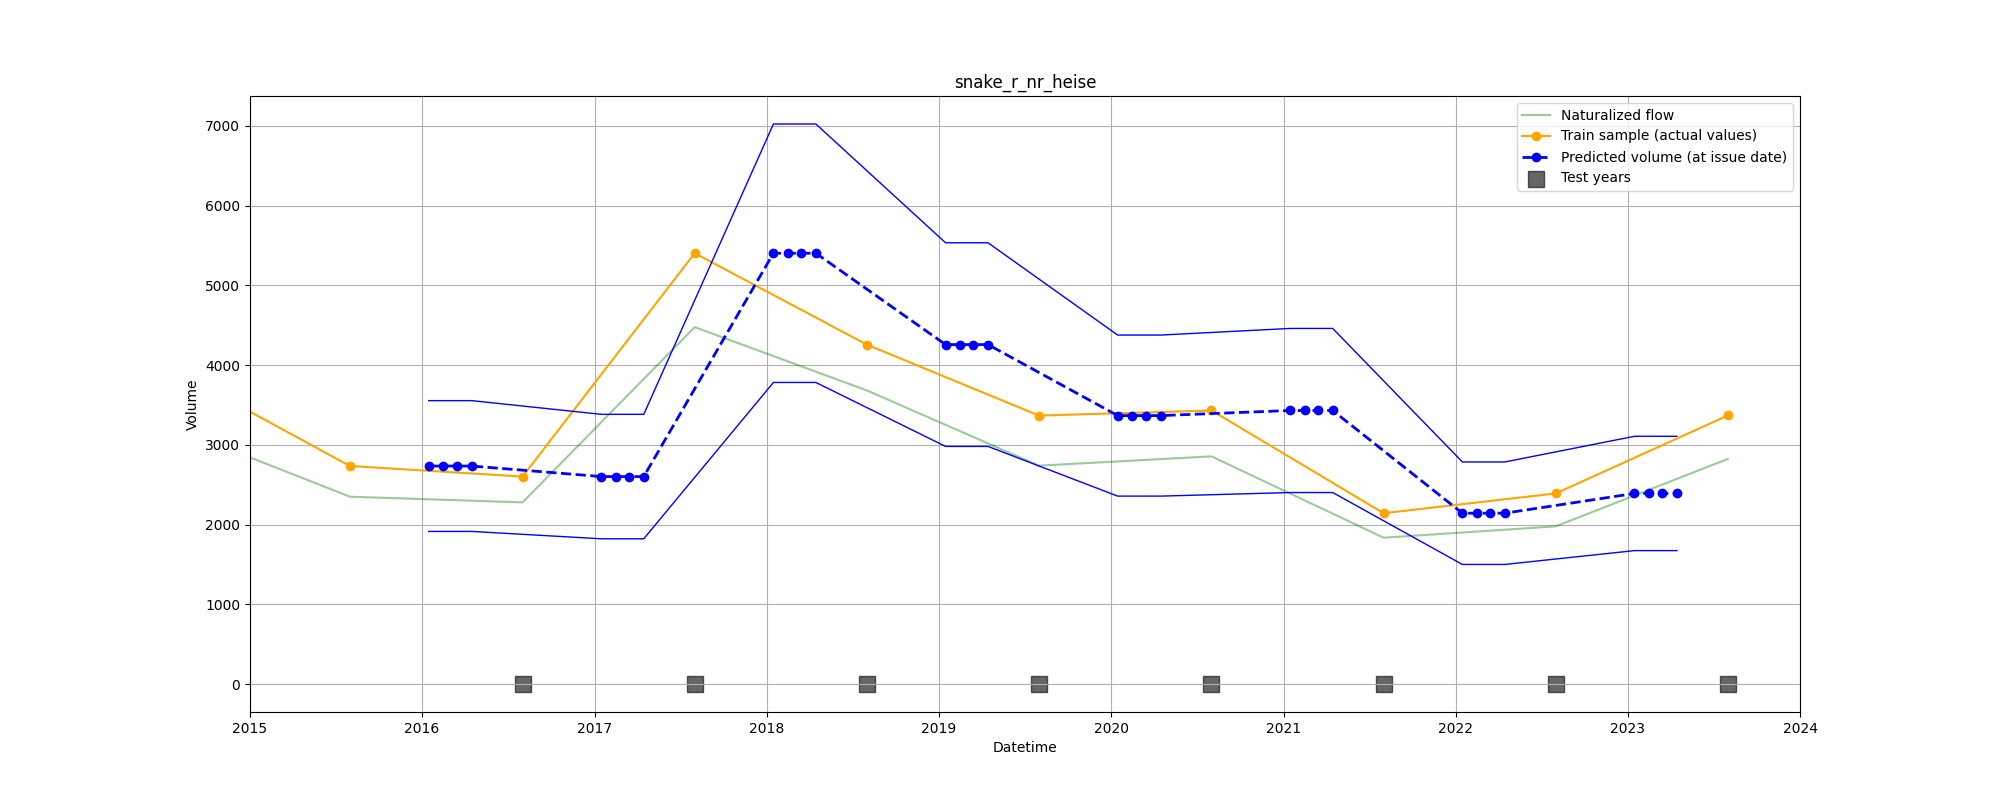 snake_r_nr_heise
Naturalized flow
Train sample (actual values)
Predicted volume (at issue date)
Test years
Volume
7000
6000
5000
4000
3000
2000
1000
0
2015 2016 2017 2018 2019 2020 2021 2022 2023 2024
Datetime